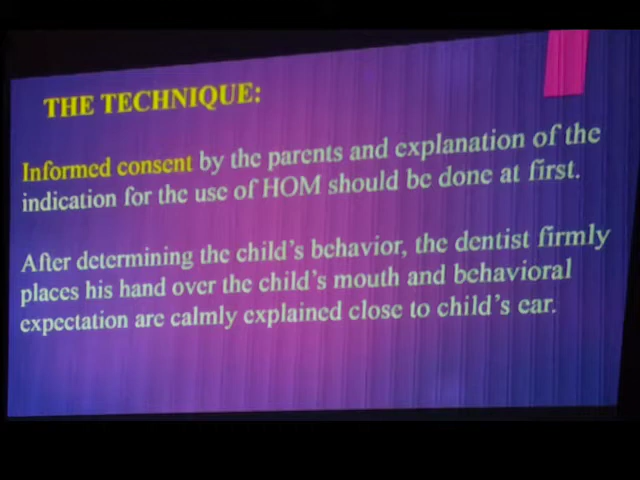 THE TECHNIQUE:
Informed consent by the parents and explanation of the
indication for the use of HOM should be done at first.
After determining the child's behavior, the dentist firmly
places his hand over the child's mouth and behavioral
expectation are calmly explained close to child's ear.